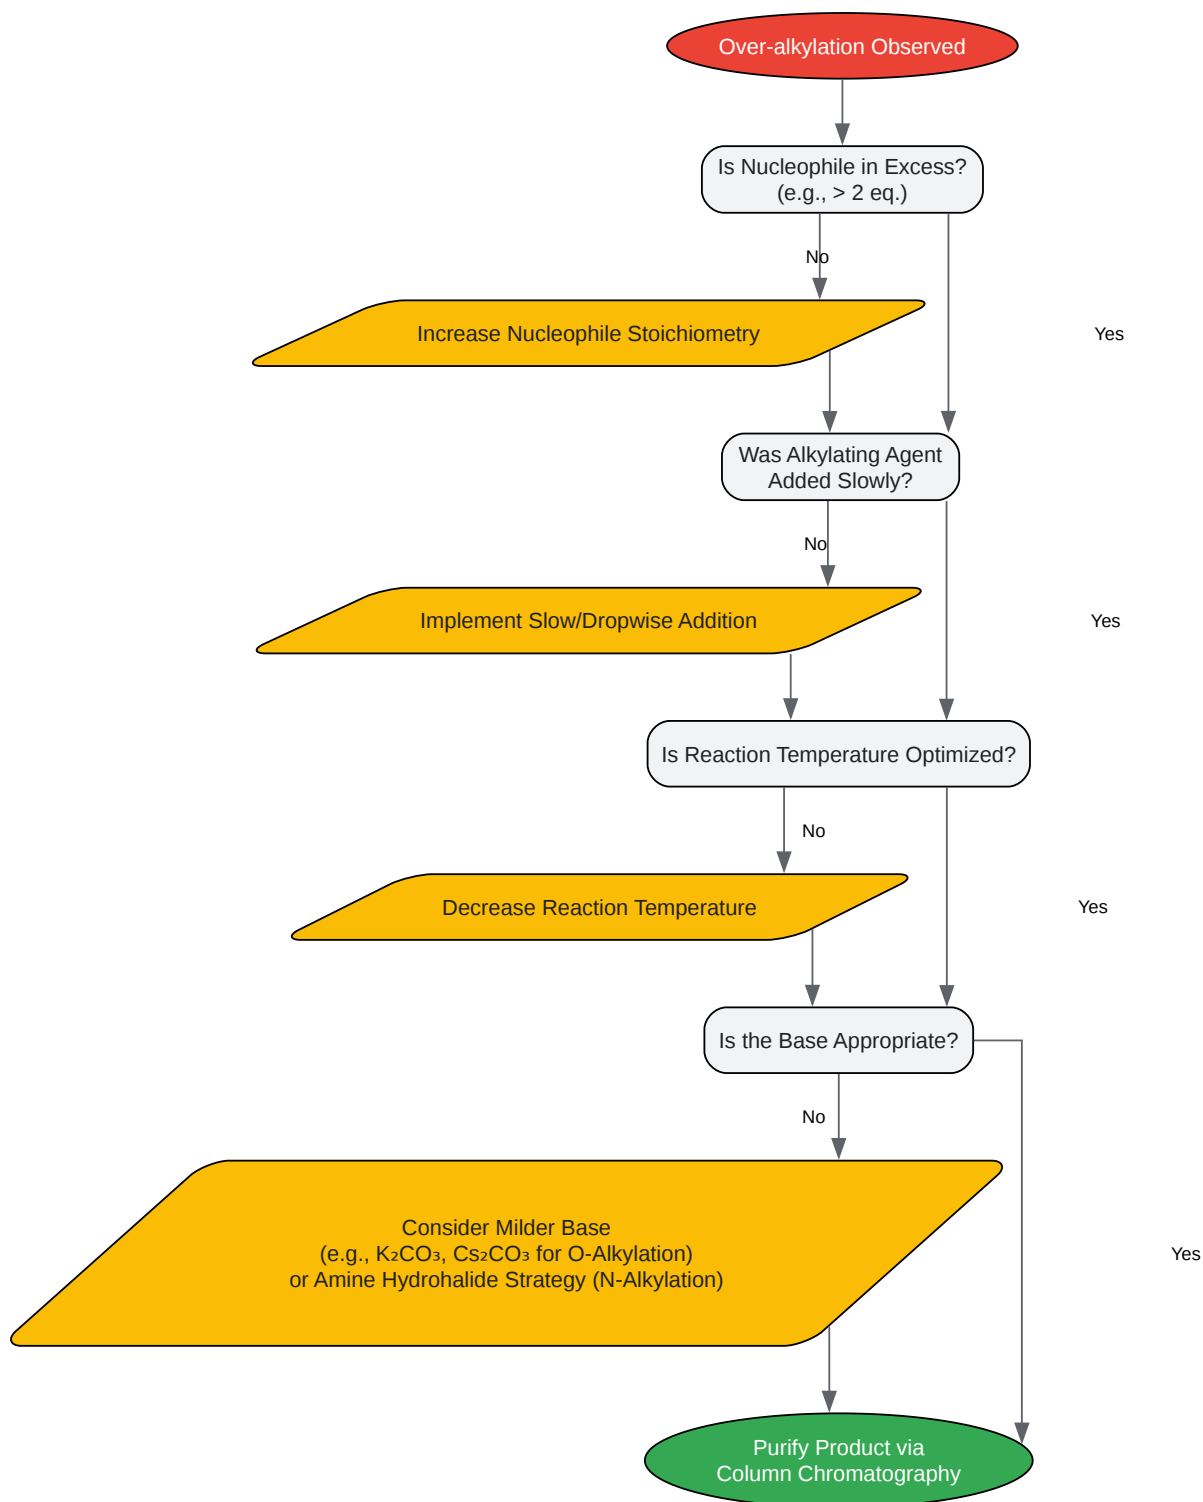 Over-alkylation Observed
Is Nucleophile in Excess?
(e.g., > 2 eq.)
No
Increase Nucleophile Stoichiometry
Yes
Was Alkylating Agent
Added Slowly?
No
Implement Slow/Dropwise Addition
Yes
Is Reaction Temperature Optimized?
No
Decrease Reaction Temperature
Yes
Is the Base Appropriate?
No
Consider Milder Base
(e.g., K₂CO₃, Cs₂CO₃ for O-Alkylation)
or Amine Hydrohalide Strategy (N-Alkylation)
Yes
Purify Product via
Column Chromatography